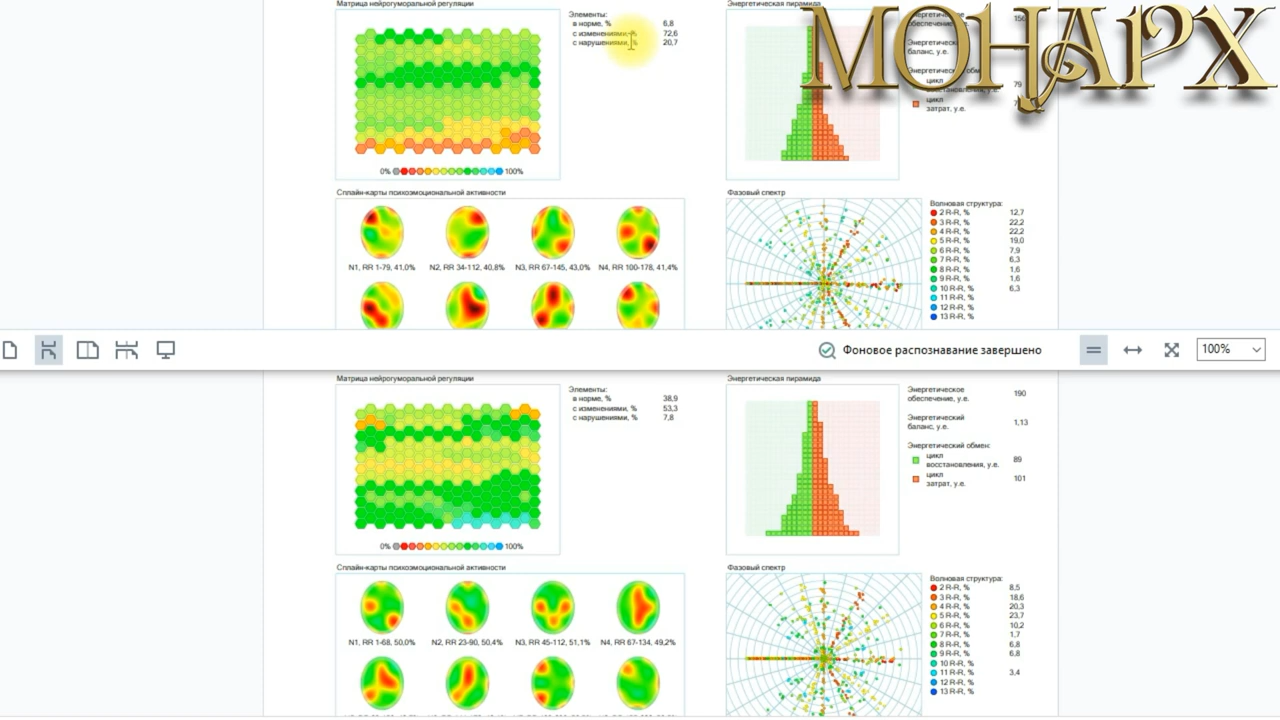 Матрица нейрогуморальной регуляции
Элементы:
в норме, % 6,8
с изменениями, % 72,6
с нарушениями, % 20,7
0% 100%
Энергетическая пирамида
МОНАРХ
затрат, у.е.
цикл
баланс, у.е.
79
Сплайн-карты психоэмоциональной активности
N1, RR 1-79, 41,0% N2, RR 34-112, 40,8% N3, RR 67-145, 43,0% N4, RR 100-178, 41,4%
Фазовый спектр
Волновая структура:
2 R-R, % 12,7
3 R-R, % 22,2
4 R-R, % 22,2
5 R-R, % 19,0
6 R-R, % 7,9
7 R-R, % 6,3
8 R-R, % 1,6
9 R-R, % 1,6
10 R-R, % 6,3
11 R-R, %
12 R-R, %
13 R-R, %
Фоновое распознавание завершено
100%
Матрица нейрогуморальной регуляции
Элементы:
в норме, % 38,9
с изменениями, % 53,3
с нарушениями, % 7,8
0% 100%
Энергетическая пирамида
Энергетическое
обеспечение, у.е. 190
Энергетический
баланс, у.е. 1,13
Энергетический обмен:
цикл
восстановления, у.е. 89
цикл
затрат, у.е. 101
Сплайн-карты психоэмоциональной активности
N1, RR 1-68, 50,0% N2, RR 23-90, 50,4% N3, RR 45-112, 51,1% N4, RR 67-134, 49,2%
Фазовый спектр
Волновая структура:
2 R-R, % 8,5
3 R-R, % 18,6
4 R-R, % 20,3
5 R-R, % 23,7
6 R-R, % 10,2
7 R-R, % 1,7
8 R-R, % 6,8
9 R-R, % 6,8
10 R-R, %
11 R-R, % 3,4
12 R-R, %
13 R-R, %